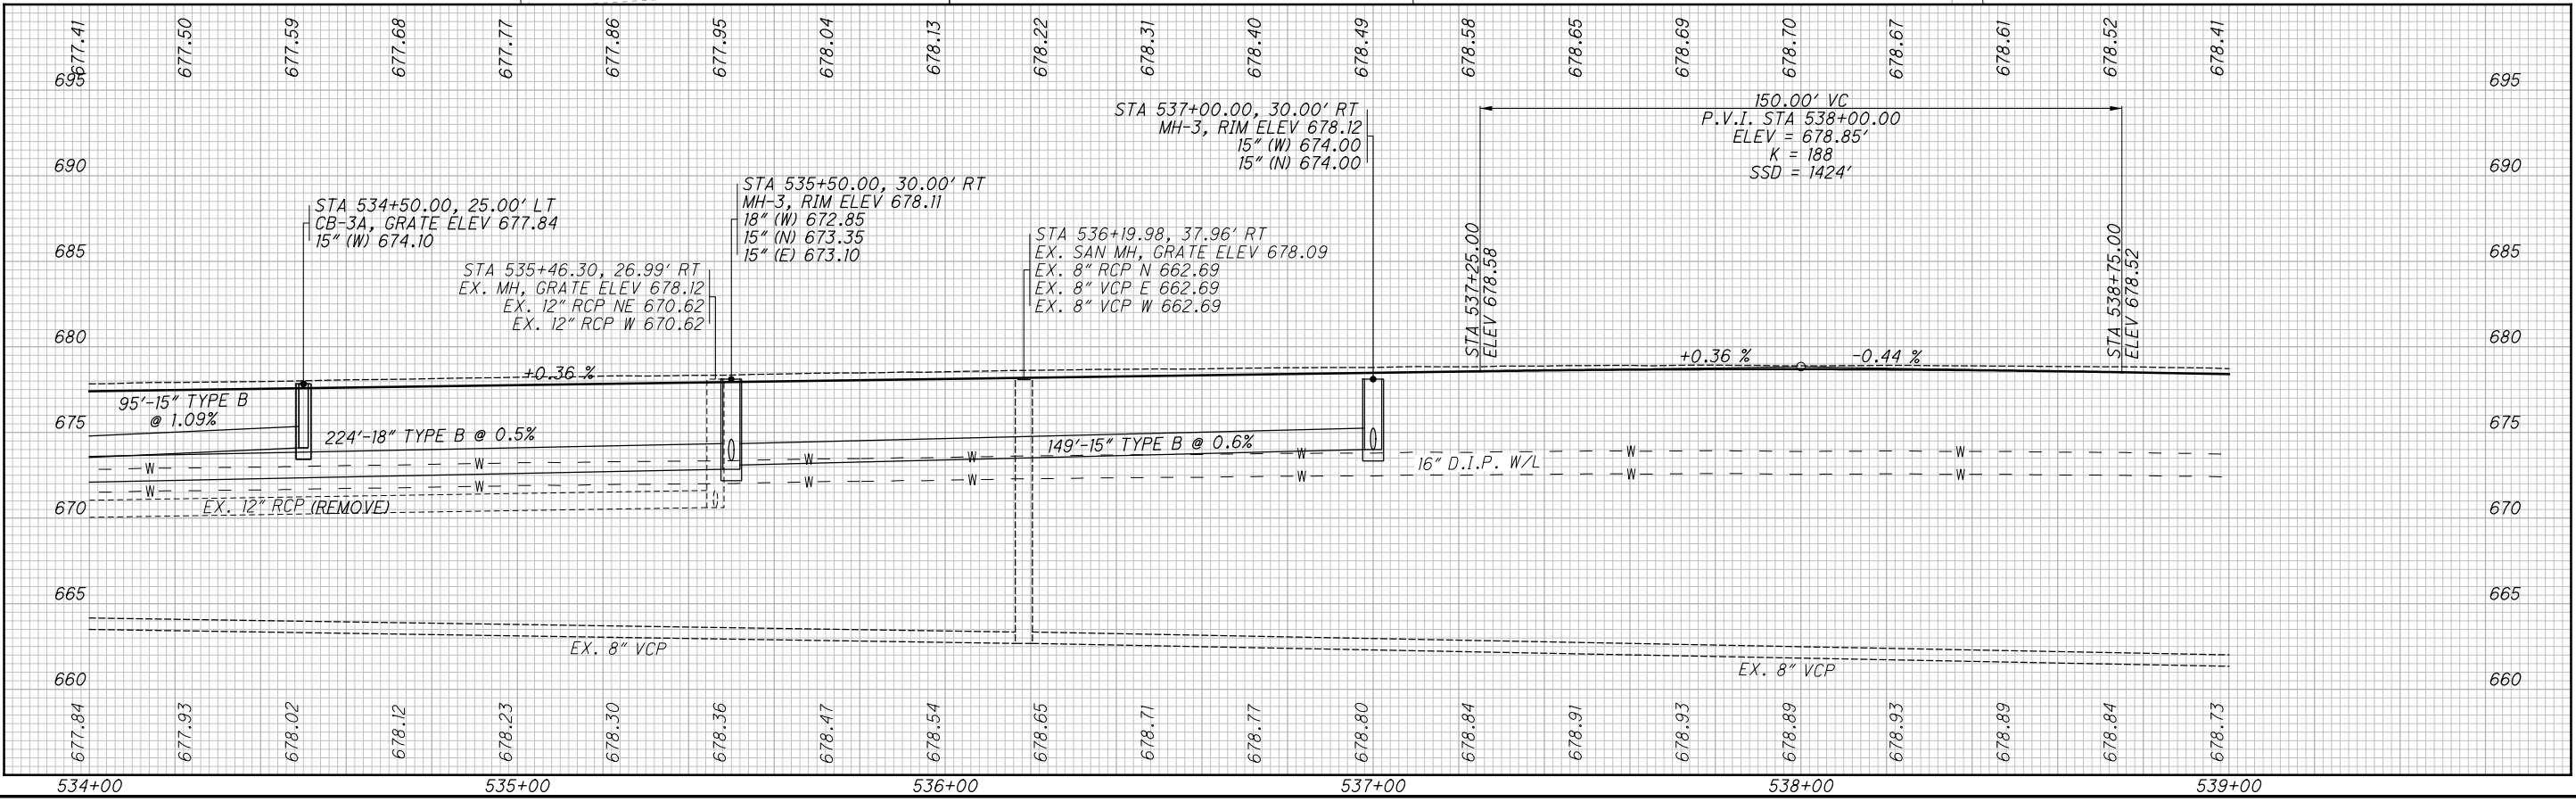 677.41 677.50 677.59 677.68 677.77 677.86 677.95 678.04 678.13 678.22 678.31 678.40 678.49 678.58 678.65 678.69 678.70 678.67 678.61 678.52 678.41
695 695
690 690
685 685
680 680
675 675
670 670
665 665
660 660
STA 534+50.00, 25.00' LT
CB-3A, GRATE ELEV 677.84
15" (W) 674.10
STA 535+46.30, 26.99' RT
EX. MH, GRATE ELEV 678.12
EX. 12" RCP NE 670.62
EX. 12" RCP W 670.62
STA 535+50.00, 30.00' RT
MH-3, RIM ELEV 678.11
18" (W) 672.85
15" (N) 673.35
15" (E) 673.10
STA 536+19.98, 37.96' RT
EX. SAN MH, GRATE ELEV 678.09
EX. 8" RCP N 662.69
EX. 8" VCP E 662.69
EX. 8" VCP W 662.69
STA 537+00.00, 30.00' RT
MH-3, RIM ELEV 678.12
15" (W) 674.00
15" (N) 674.00
150.00' VC
P.V.I. STA 538+00.00
ELEV = 678.85'
K = 188
SSD = 1424'
STA 537+25.00
ELEV 678.58
STA 538+75.00
ELEV 678.52
+0.36 %
+0.36 % -0.44 %
95'-15" TYPE B
@ 1.09%
224'-18" TYPE B @ 0.5%
149'-15" TYPE B @ 0.6%
W W W W W W W
W W W W W W W
16" D.I.P. W/L
EX. 12" RCP (REMOVE)
EX. 8" VCP
EX. 8" VCP
677.84 677.93 678.02 678.12 678.23 678.30 678.36 678.47 678.54 678.65 678.71 678.77 678.80 678.84 678.91 678.93 678.89 678.93 678.89 678.84 678.73
534+00 535+00 536+00 537+00 538+00 539+00